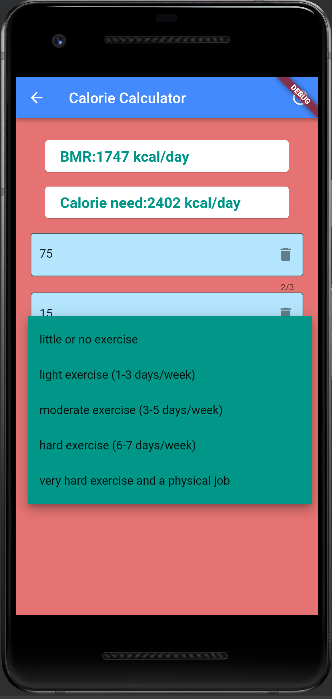 Calorie Calculator
DEBUG
BMR:1747 kcal/day
Calorie need:2402 kcal/day
75
2/3
15
little or no exercise
light exercise (1-3 days/week)
moderate exercise (3-5 days/week)
hard exercise (6-7 days/week)
very hard exercise and a physical job